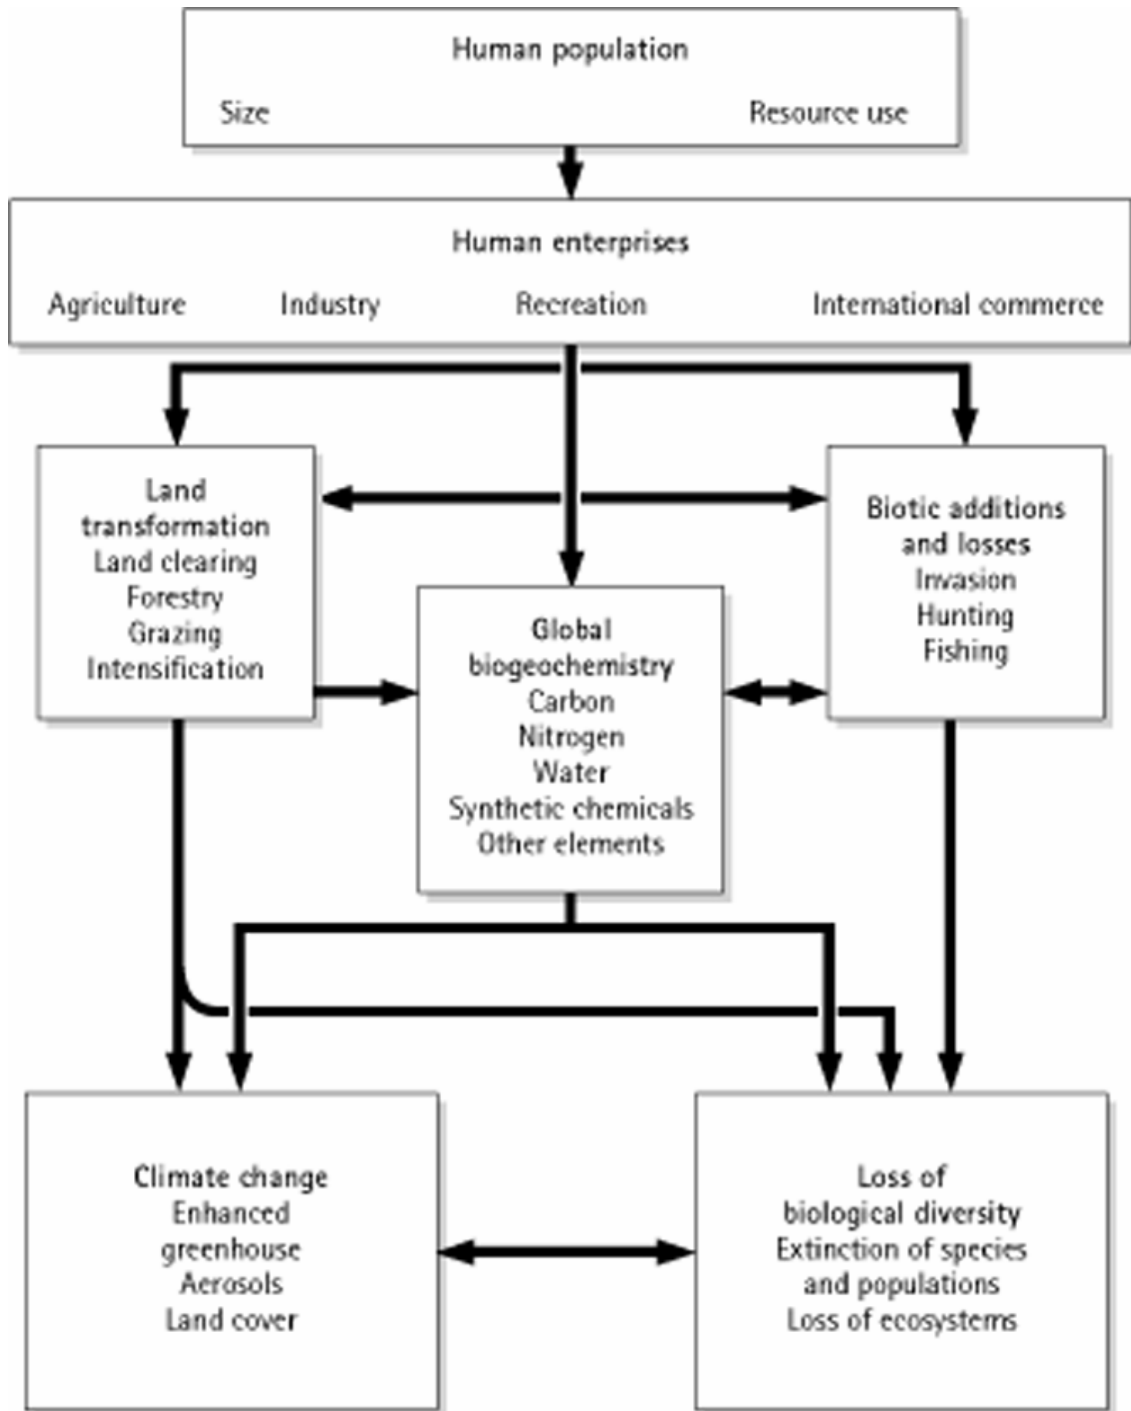 Human population
Size Resource use
Human enterprises
Agriculture Industry Recreation International commerce
Land
transformation
Land clearing
Forestry
Grazing
Intensification
Biotic additions
and losses
Invasion
Hunting
Fishing
Global
biogeochemistry
Carbon
Nitrogen
Water
Synthetic chemicals
Other elements
Climate change
Enhanced
greenhouse
Aerosols
Land cover
Loss of
biological diversity
Extinction of species
and populations
Loss of ecosystems